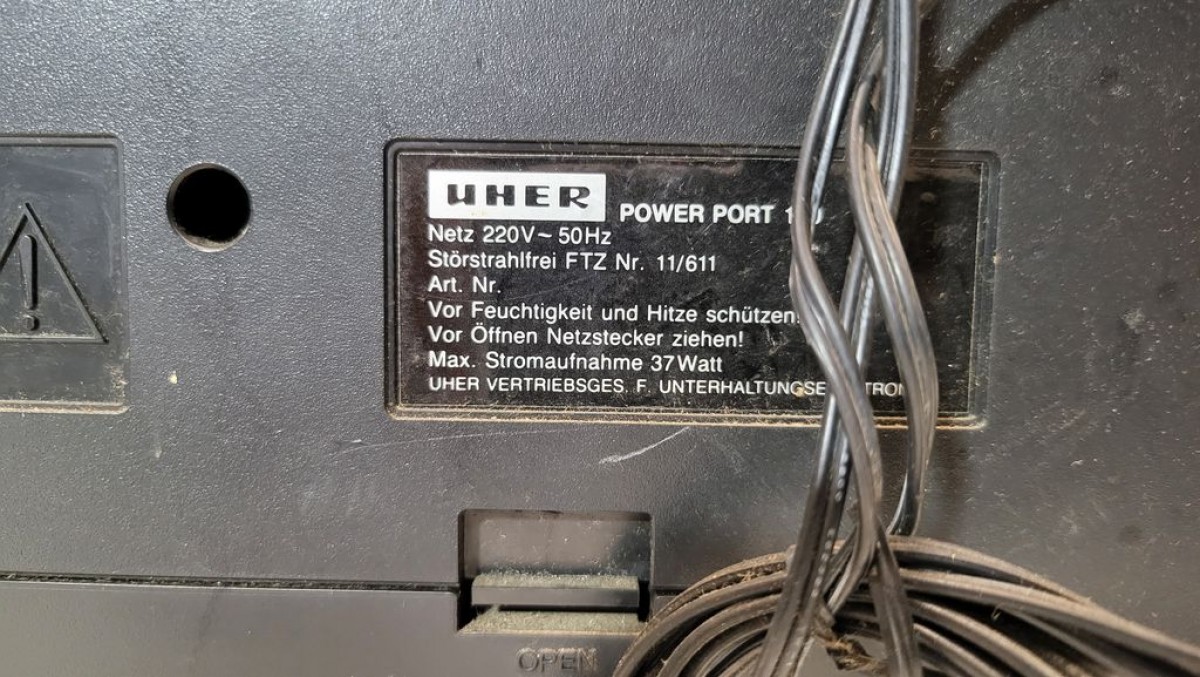 UHER POWER PORT
Netz 220V~ 50Hz
Störstrahlfrei FTZ Nr. 11/611
Art. Nr.
Vor Feuchtigkeit und Hitze schützen!
Vor Öffnen Netzstecker ziehen!
Max. Stromaufnahme 37 Watt
UHER VERTRIEBSGES. F.
OPEN